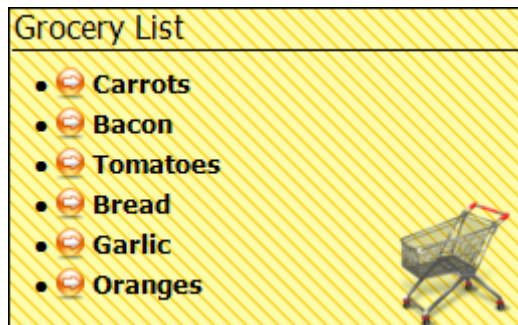 Grocery List
Carrots
Bacon
Tomatoes
Bread
Garlic
Oranges